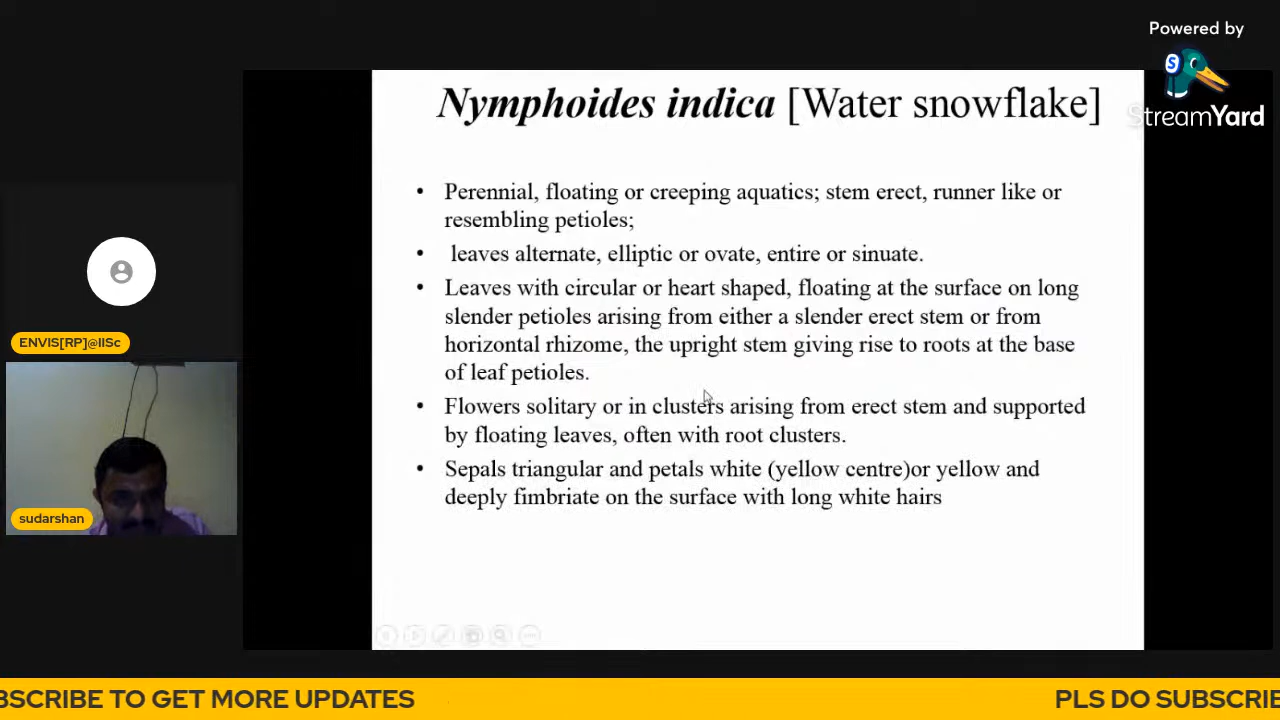 Powered by
S
StreamYard
Nymphoides indica [Water snowflake]
• Perennial, floating or creeping aquatics; stem erect, runner like or
resembling petioles;
• leaves alternate, elliptic or ovate, entire or sinuate.
• Leaves with circular or heart shaped, floating at the surface on long
slender petioles arising from either a slender erect stem or from
horizontal rhizome, the upright stem giving rise to roots at the base
of leaf petioles.
• Flowers solitary or in clusters arising from erect stem and supported
by floating leaves, often with root clusters.
• Sepals triangular and petals white (yellow centre)or yellow and
deeply fimbriate on the surface with long white hairs
ENVIS[RP]@IISc
sudarshan
BSCRIBE TO GET MORE UPDATES
PLS DO SUBSCRIBE